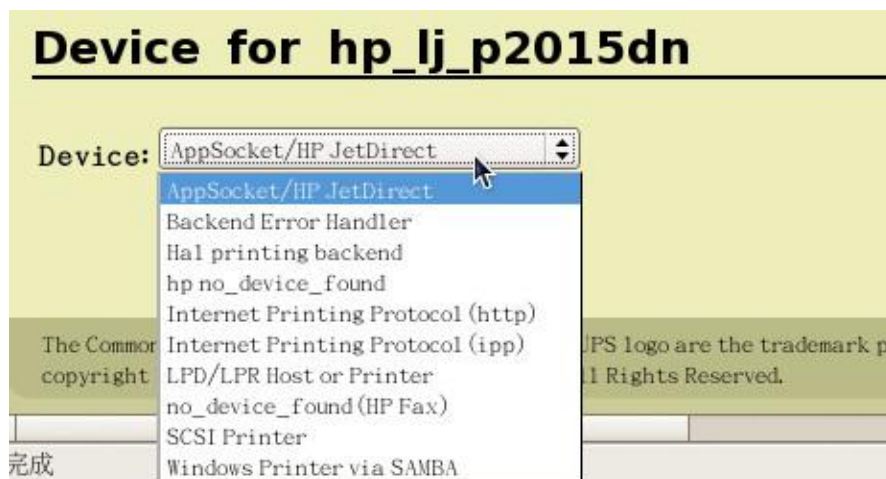 Device for hp_lj_p2015dn
Device: AppSocket/HP JetDirect
AppSocket/HP JetDirect
Backend Error Handler
Hal printing backend
hp no_device_found
Internet Printing Protocol (http)
The Common Internet Printing Protocol (ipp) UPS logo are the trademark p
copyright LPD/LPR Host or Printer ll Rights Reserved.
no_device_found (HP Fax)
SCSI Printer
完成 Windows Printer via SAMBA